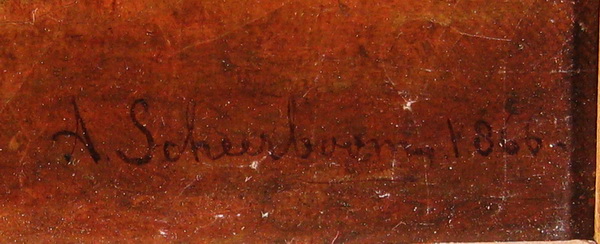 A. Scheerboom, 1866.